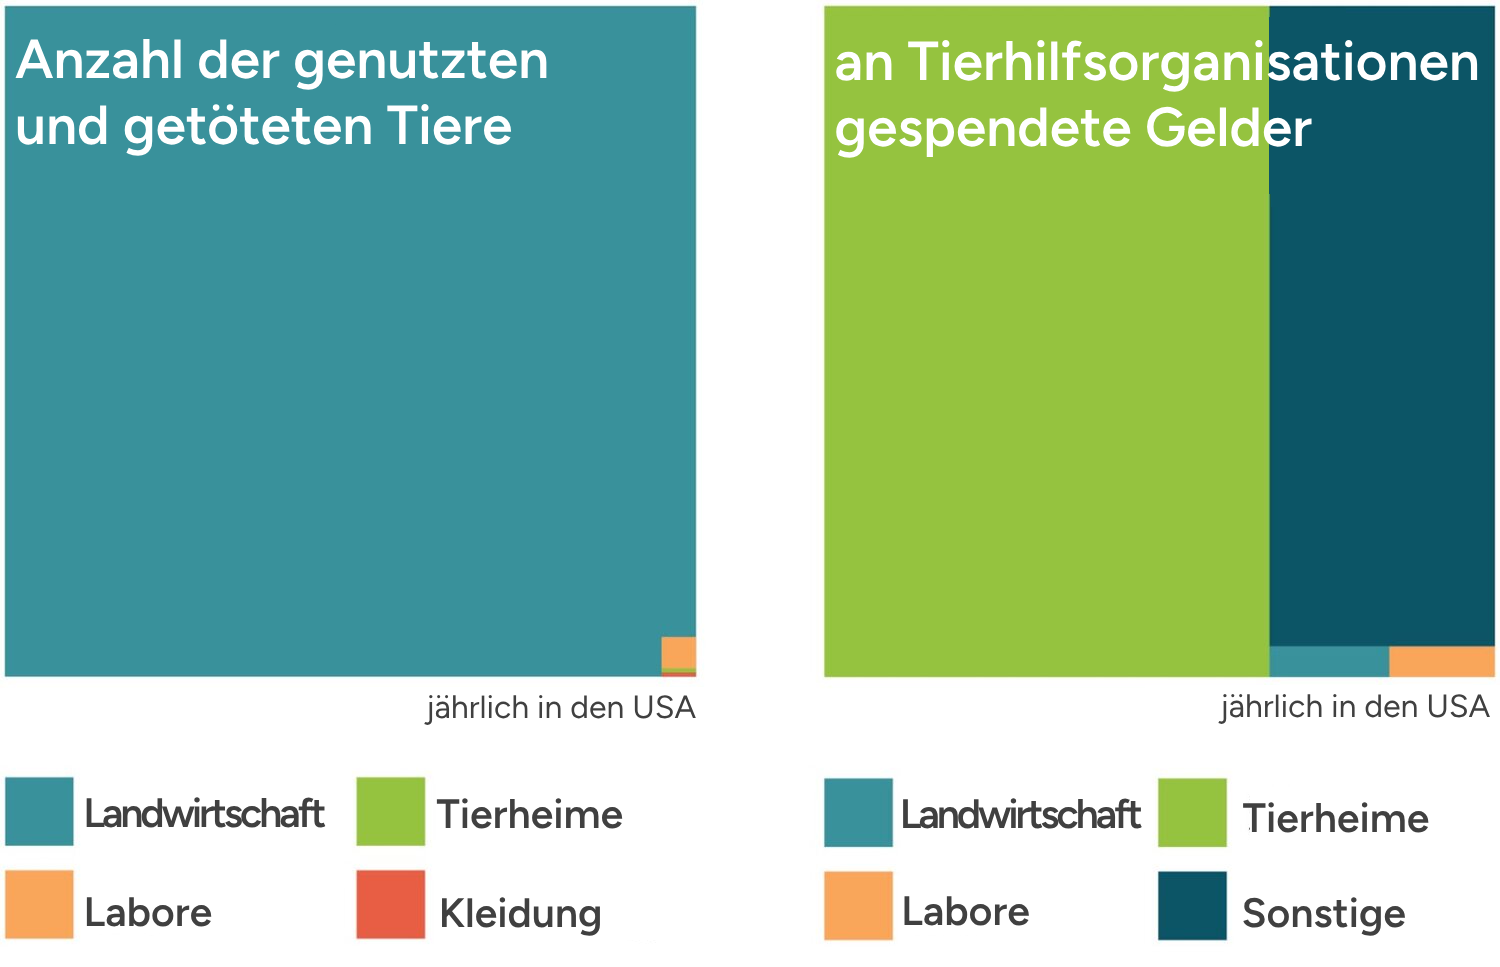 Anzahl der genutzten
und getöteten Tiere
jährlich in den USA
Landwirtschaft
Tierheime
Labore
Kleidung
an Tierhilfsorganisationen
gespendete Gelder
jährlich in den USA
Landwirtschaft
Tierheime
Labore
Sonstige